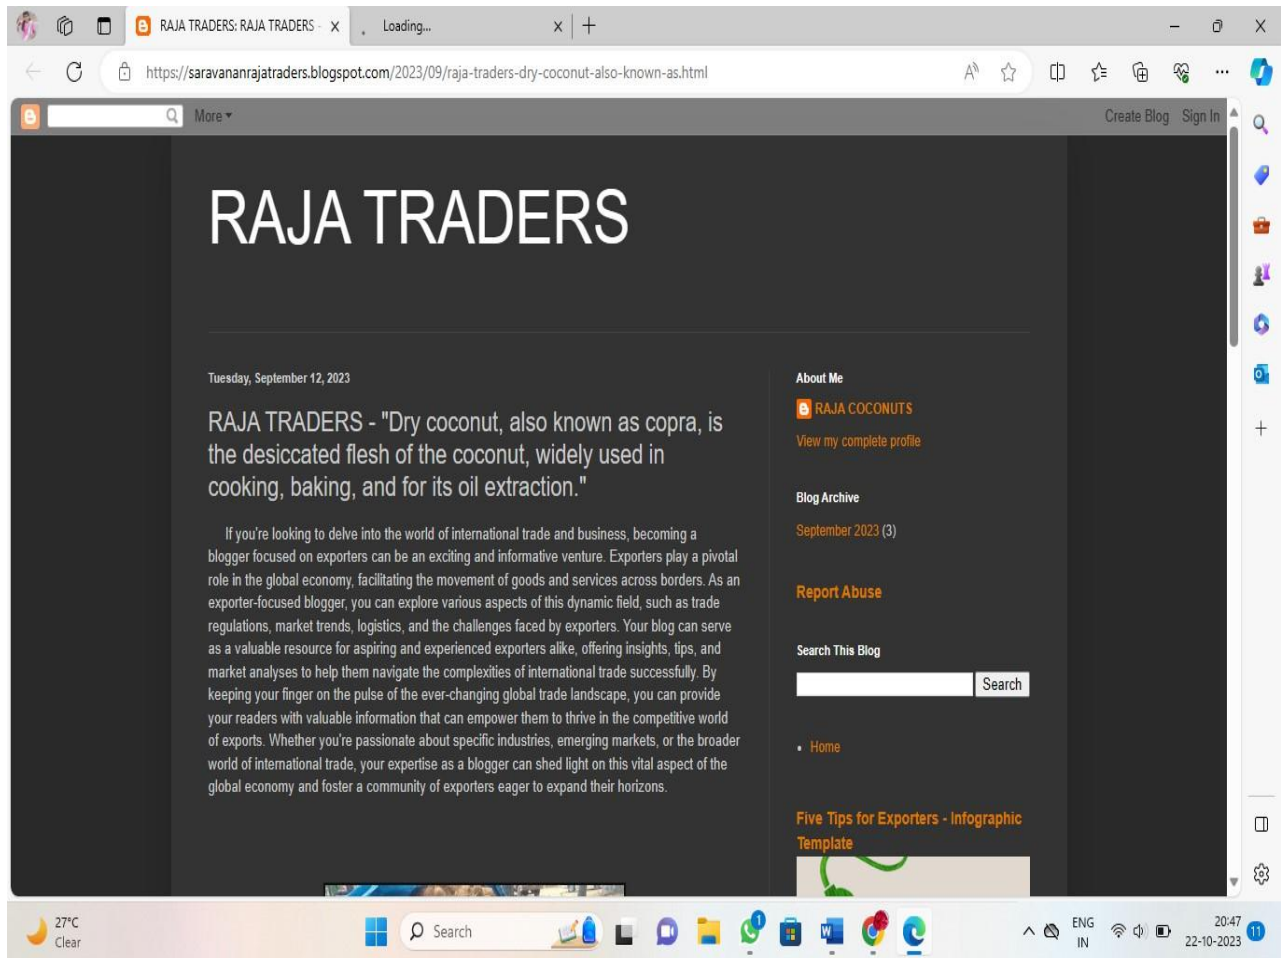 RAJA TRADERS: RAJA TRADERS -
Loading...
https://saravananrajatraders.blogspot.com/2023/09/raja-traders-dry-coconut-also-known-as.html
More
Create Blog Sign In
RAJA TRADERS
Tuesday, September 12, 2023
RAJA TRADERS - "Dry coconut, also known as copra, is
the desiccated flesh of the coconut, widely used in
cooking, baking, and for its oil extraction."
If you're looking to delve into the world of international trade and business, becoming a
blogger focused on exporters can be an exciting and informative venture. Exporters play a pivotal
role in the global economy, facilitating the movement of goods and services across borders. As an
exporter-focused blogger, you can explore various aspects of this dynamic field, such as trade
regulations, market trends, logistics, and the challenges faced by exporters. Your blog can serve
as a valuable resource for aspiring and experienced exporters alike, offering insights, tips, and
market analyses to help them navigate the complexities of international trade successfully. By
keeping your finger on the pulse of the ever-changing global trade landscape, you can provide
your readers with valuable information that can empower them to thrive in the competitive world
of exports. Whether you're passionate about specific industries, emerging markets, or the broader
world of international trade, your expertise as a blogger can shed light on this vital aspect of the
global economy and foster a community of exporters eager to expand their horizons.
About Me
RAJA COCONUTS
View my complete profile
Blog Archive
September 2023 (3)
Report Abuse
Search This Blog
Search
Home
Five Tips for Exporters - Infographic
Template
27°C
Clear
Search
1
ENG
IN
20:47
22-10-2023
11